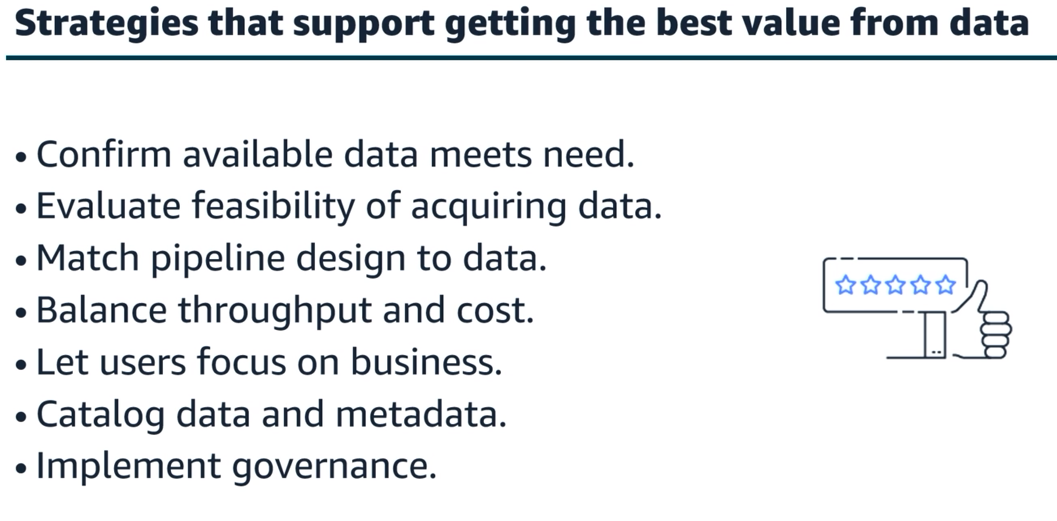 Strategies that support getting the best value from data
• Confirm available data meets need.
• Evaluate feasibility of acquiring data.
• Match pipeline design to data.
• Balance throughput and cost.
• Let users focus on business.
• Catalog data and metadata.
• Implement governance.